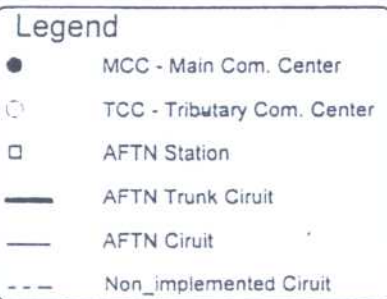 Legend
MCC - Main Com. Center
TCC - Tributary Com. Center
AFTN Station
AFTN Trunk Ciruit
AFTN Ciruit
Non_implemented Ciruit